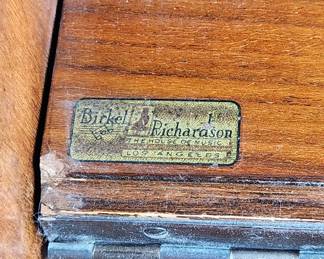 Birkel
Richardson
THE HOUSE OF MUSIC
LOS ANGELES